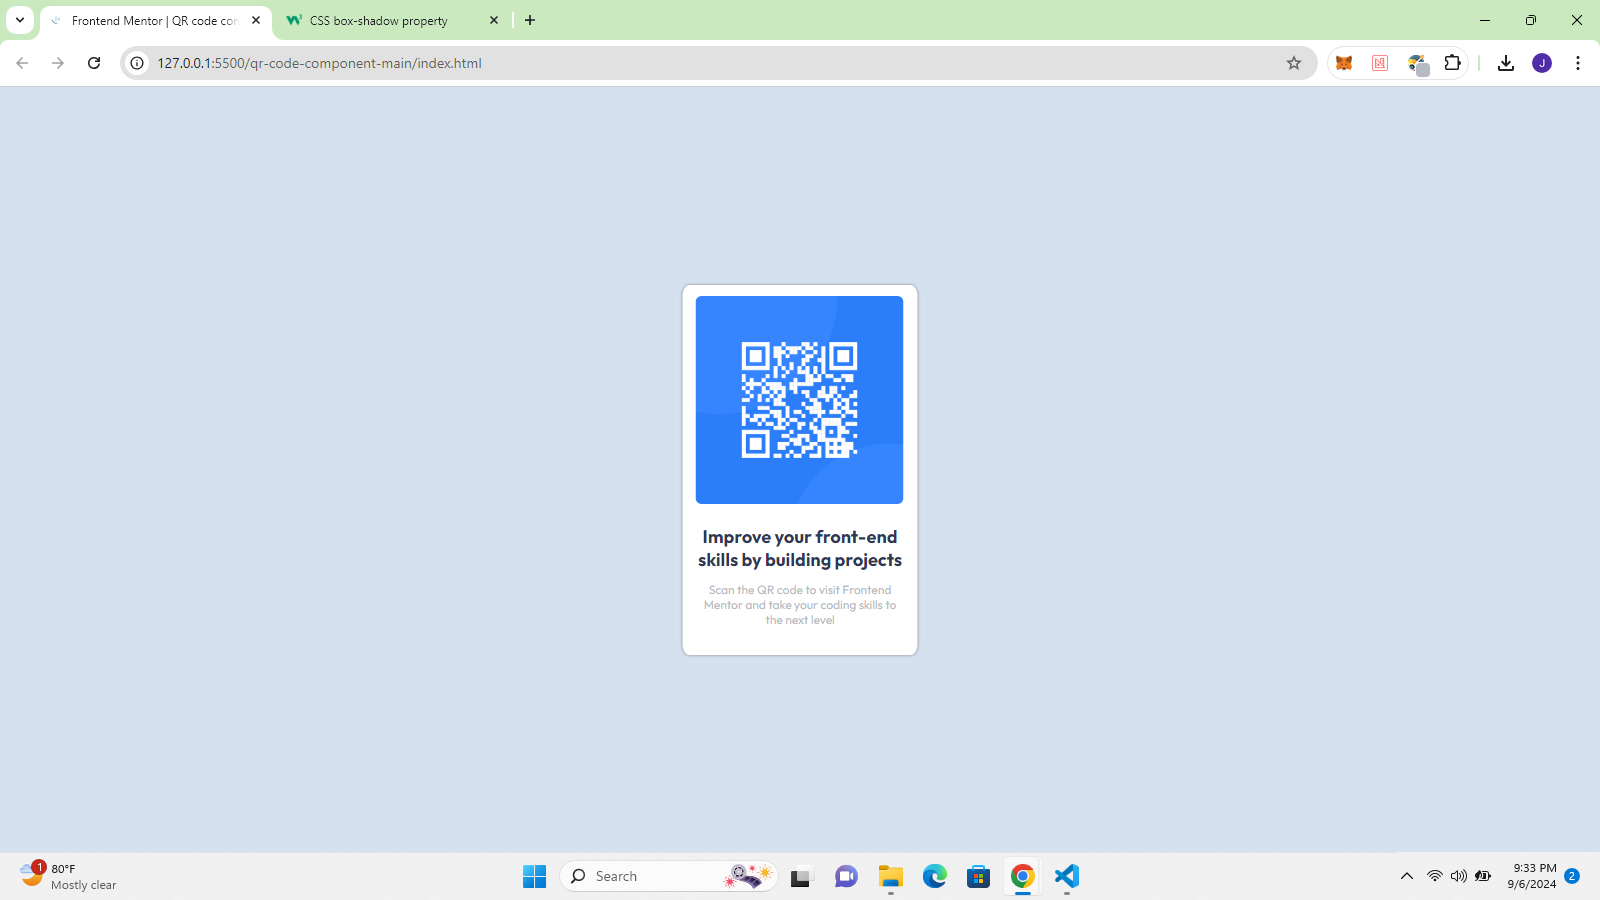 Frontend Mentor | QR code con
CSS box-shadow property
127.0.0.1:5500/qr-code-component-main/index.html
J
Improve your front-end
skills by building projects
Scan the QR code to visit Frontend
Mentor and take your coding skills to
the next level
1
80°F
Mostly clear
Search
9:33 PM
9/6/2024
2